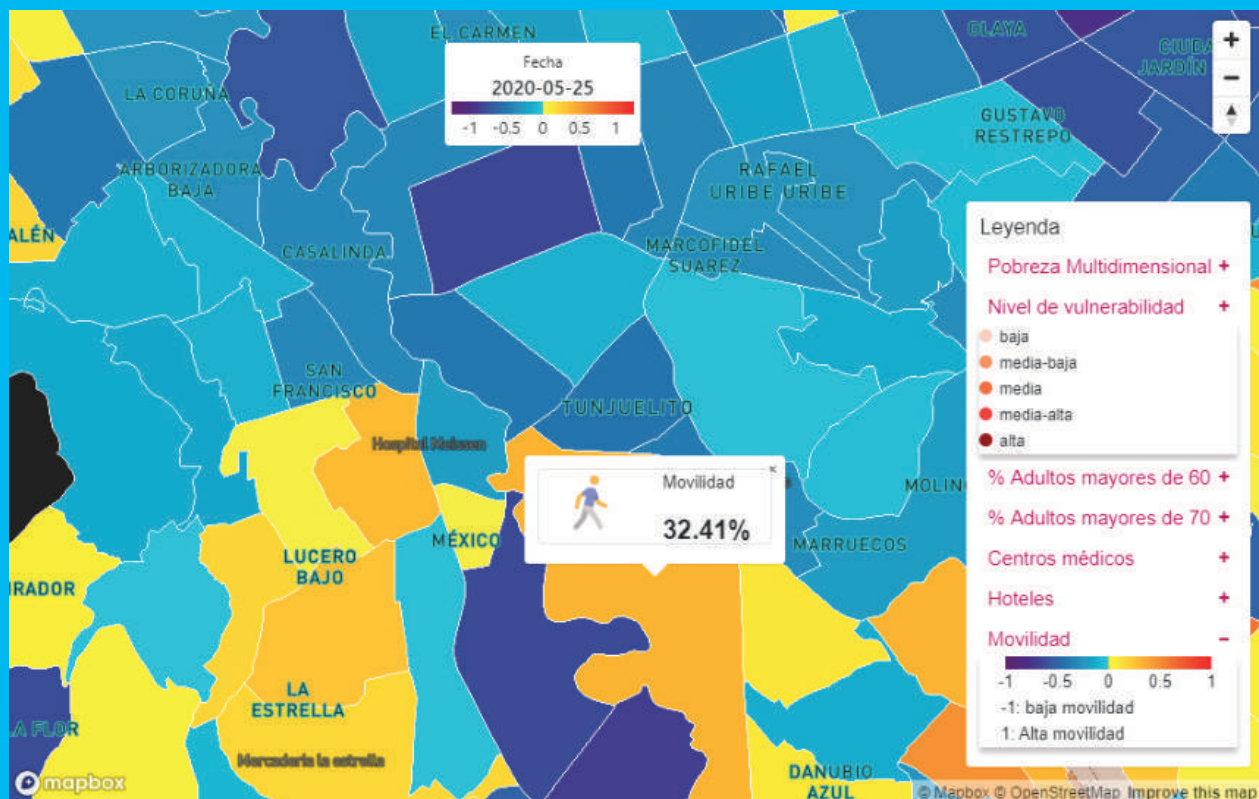 EL CARMEN
OLAYA
CIUDAD
JARDÍN
Fecha
2020-05-25
-1 -0.5 0 0.5 1
LA CORUÑA
GUSTAVO
RESTREPO
ARBORIZADORA
BAJA
RAFAEL
URIBE URIBE
ALÉN
CASALINDA
MARCO FIDEL
SUAREZ
Leyenda
Pobreza Multidimensional +
Nivel de vulnerabilidad +
baja
media-baja
media
media-alta
alta
SAN
FRANCISCO
TUNJUELITO
Hospital Meissen
Movilidad
×
32.41%
% Adultos mayores de 60 +
MOLIN
% Adultos mayores de 70 +
MÉXICO
MARRUECOS
LUCERO
BAJO
Centros médicos +
IRADOR
Hoteles +
Movilidad −
-1 -0.5 0 0.5 1
-1: baja movilidad
1: Alta movilidad
LA
ESTRELLA
A FLOR
Mercaderia la estrella
DANUBIO
AZUL
mapbox
© Mapbox © OpenStreetMap Improve this map